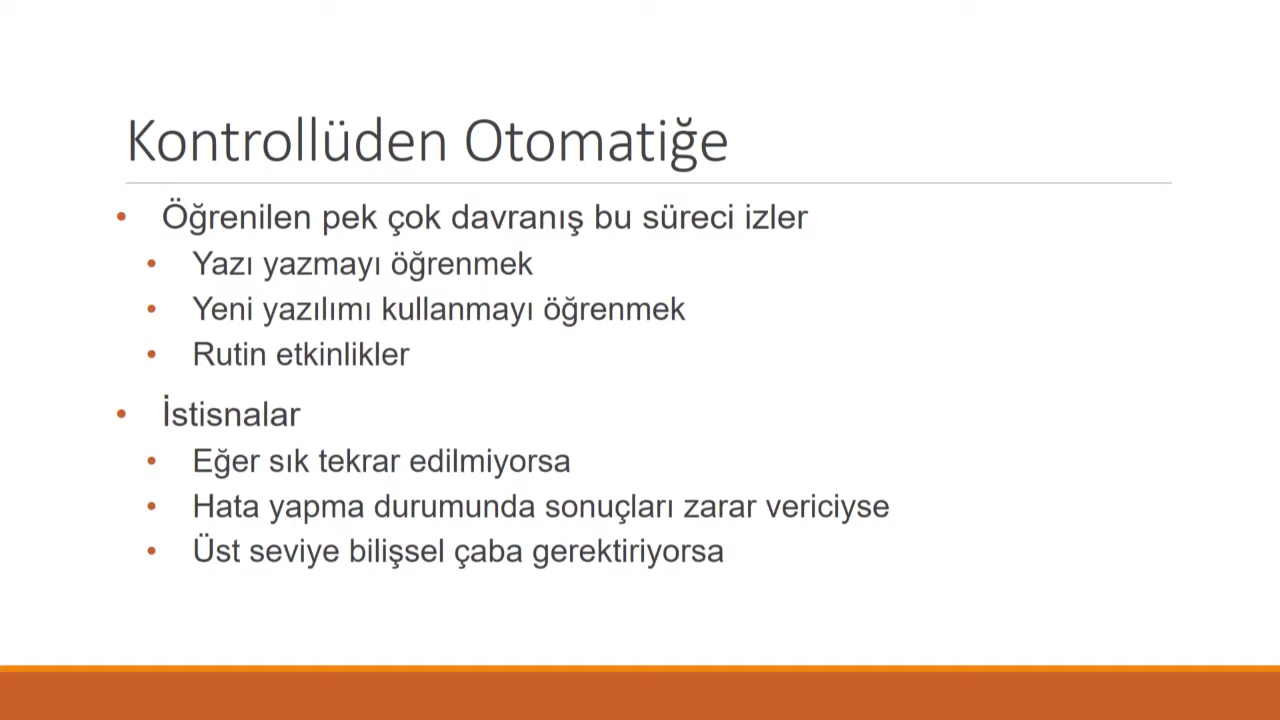 Kontrollüden Otomatiğe
• Öğrenilen pek çok davranış bu süreci izler
• Yazı yazmayı öğrenmek
• Yeni yazılımı kullanmayı öğrenmek
• Rutin etkinlikler
• İstisnalar
• Eğer sık tekrar edilmiyorsa
• Hata yapma durumunda sonuçları zarar vericiyse
• Üst seviye bilişsel çaba gerektiriyorsa